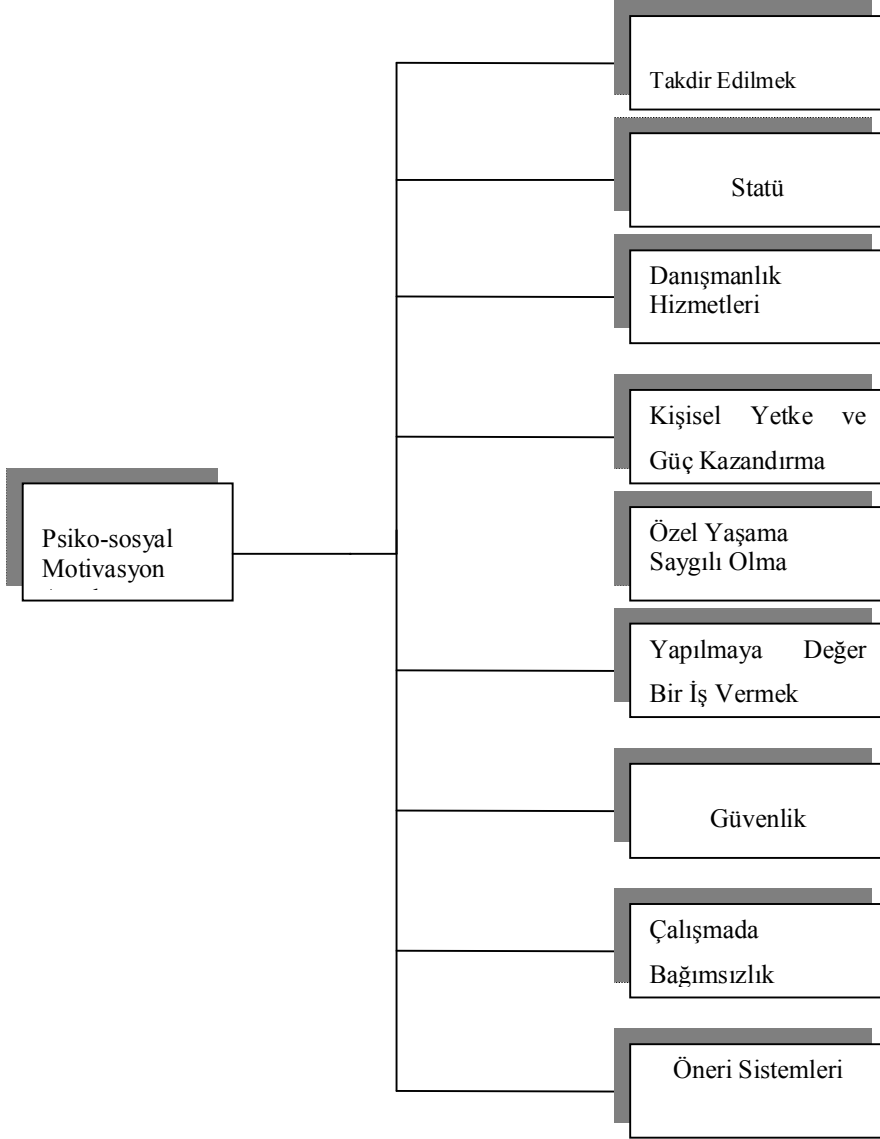 Takdir Edilmek
Statü
Danışmanlık
Hizmetleri
Kişisel Yetke ve
Güç Kazandırma
Psiko-sosyal
Motivasyon
Özel Yaşama
Saygılı Olma
Yapılmaya Değer
Bir İş Vermek
Güvenlik
Çalışmada
Bağımsızlık
Öneri Sistemleri